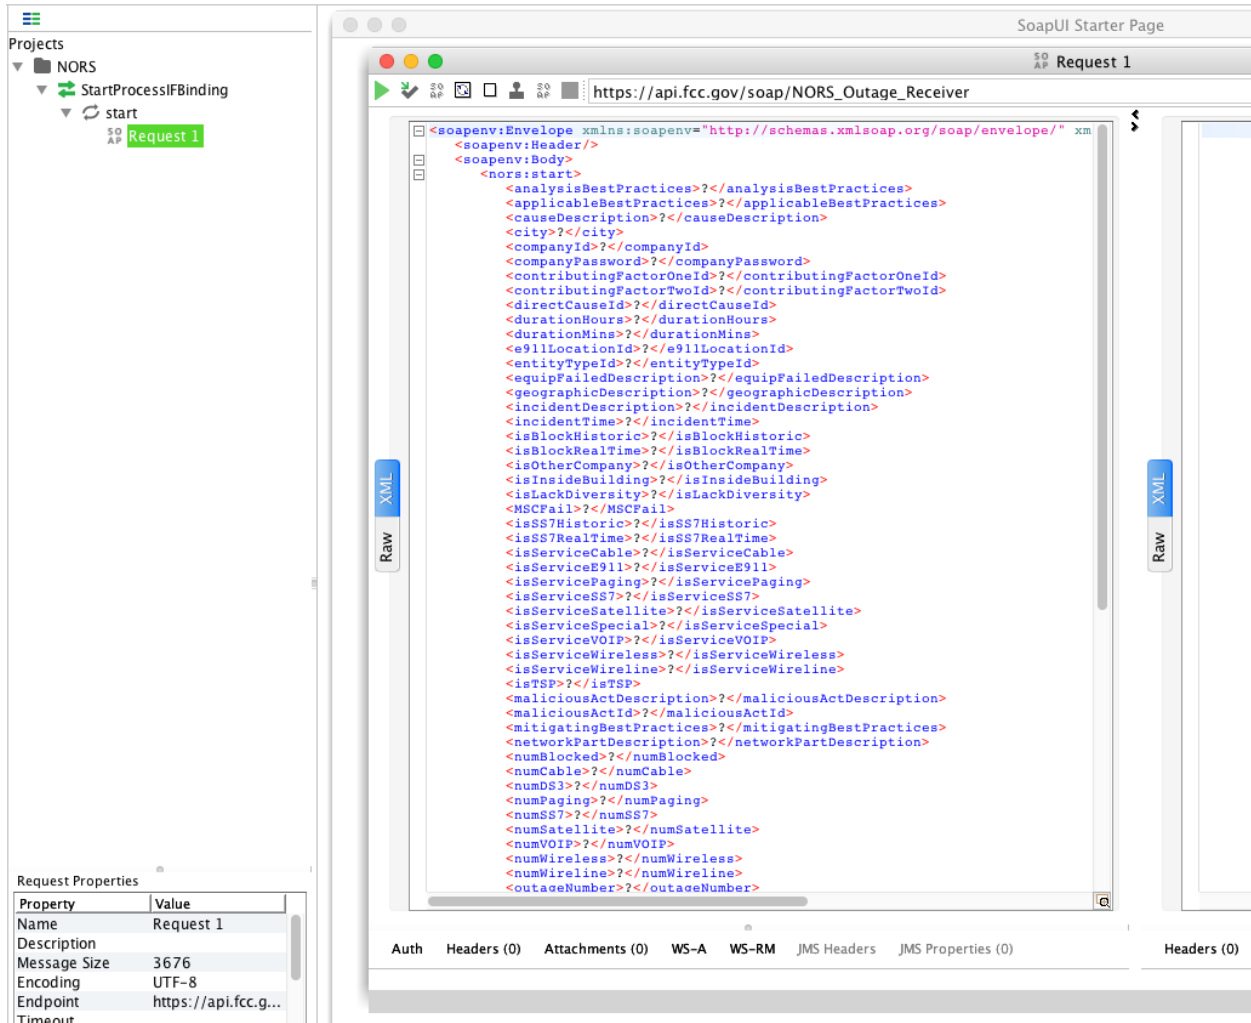 Projects
NORS
StartProcessIFBinding
start
Request 1
Request Properties
Property Value
Name Request 1
Description
Message Size 3676
Encoding UTF-8
Endpoint https://api.fcc.g...
Timeout
SoapUI Starter Page
Request 1
https://api.fcc.gov/soap/NORS_Outage_Receiver
XML
Raw
<soapenv:Envelope xmlns:soapenv="http://schemas.xmlsoap.org/soap/envelope/" xm
<soapenv:Header/>
<soapenv:Body>
<nors:start>
<analysisBestPractices>?</analysisBestPractices>
<applicableBestPractices>?</applicableBestPractices>
<causeDescription>?</causeDescription>
<city>?</city>
<companyId>?</companyId>
<companyPassword>?</companyPassword>
<contributingFactorOneId>?</contributingFactorOneId>
<contributingFactorTwoId>?</contributingFactorTwoId>
<directCauseId>?</directCauseId>
<durationHours>?</durationHours>
<durationMins>?</durationMins>
<e911LocationId>?</e911LocationId>
<entityTypeId>?</entityTypeId>
<equipFailedDescription>?</equipFailedDescription>
<geographicDescription>?</geographicDescription>
<incidentDescription>?</incidentDescription>
<incidentTime>?</incidentTime>
<isBlockHistoric>?</isBlockHistoric>
<isBlockRealTime>?</isBlockRealTime>
<isOtherCompany>?</isOtherCompany>
<isInsideBuilding>?</isInsideBuilding>
<isLackDiversity>?</isLackDiversity>
<MSCFail>?</MSCFail>
<isSS7Historic>?</isSS7Historic>
<isSS7RealTime>?</isSS7RealTime>
<isServiceCable>?</isServiceCable>
<isServiceE911>?</isServiceE911>
<isServicePaging>?</isServicePaging>
<isServiceSS7>?</isServiceSS7>
<isServiceSatellite>?</isServiceSatellite>
<isServiceSpecial>?</isServiceSpecial>
<isServiceVOIP>?</isServiceVOIP>
<isServiceWireless>?</isServiceWireless>
<isServiceWireline>?</isServiceWireline>
<isTSP>?</isTSP>
<maliciousActDescription>?</maliciousActDescription>
<maliciousActId>?</maliciousActId>
<mitigatingBestPractices>?</mitigatingBestPractices>
<networkPartDescription>?</networkPartDescription>
<numBlocked>?</numBlocked>
<numCable>?</numCable>
<numDS3>?</numDS3>
<numPaging>?</numPaging>
<numSS7>?</numSS7>
<numSatellite>?</numSatellite>
<numVOIP>?</numVOIP>
<numWireless>?</numWireless>
<numWireline>?</numWireline>
<outageNumber>?</outageNumber>
Auth Headers (0) Attachments (0) WS-A WS-RM JMS Headers JMS Properties (0)
XML
Raw
Headers (0)